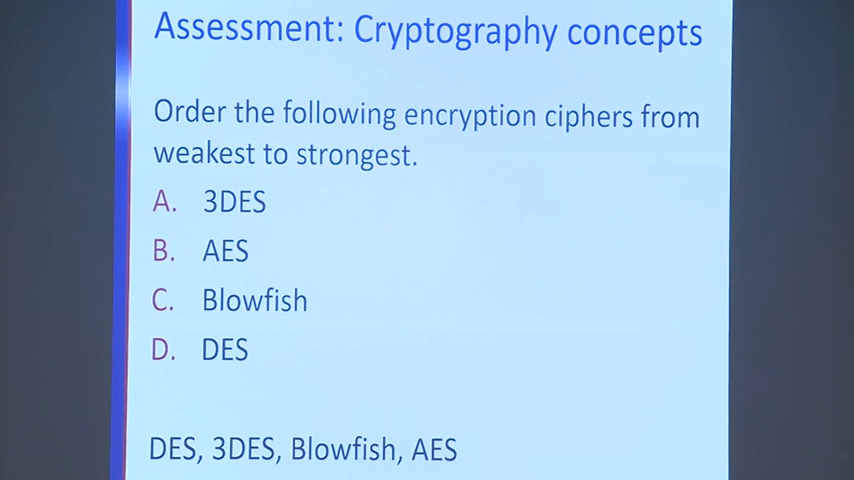 Assessment: Cryptography concepts
Order the following encryption ciphers from
weakest to strongest.
A. 3DES
B. AES
C. Blowfish
D. DES
DES, 3DES, Blowfish, AES